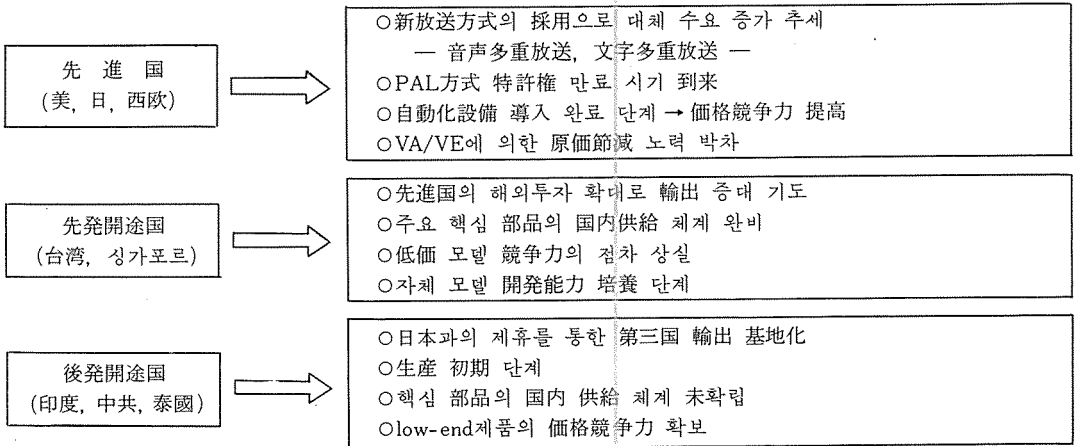 先 進 国
(美, 日, 西欧)
○新放送方式의 採用으로 대체 수요 증가 추세
— 音声多重放送, 文字多重放送 —
○PAL方式 特許権 만료 시기 到来
○自動化設備 導入 완료 단계 → 価格競争力 提高
○VA/VE에 의한 原価節減 노력 박차
先発開途国
(台湾, 싱가포르)
○先進国의 해외투자 확대로 輸出 증대 기도
○주요 핵심 部品의 国内供給 체계 완비
○低価 모델 競争力의 점차 상실
○자체 모델 開発能力 培養 단계
後発開途国
(印度, 中共, 泰國)
○日本과의 제휴를 통한 第三国 輸出 基地化
○生産 初期 단계
○핵심 部品의 国内 供給 체계 未確립
○low-end제품의 価格競争力 확보